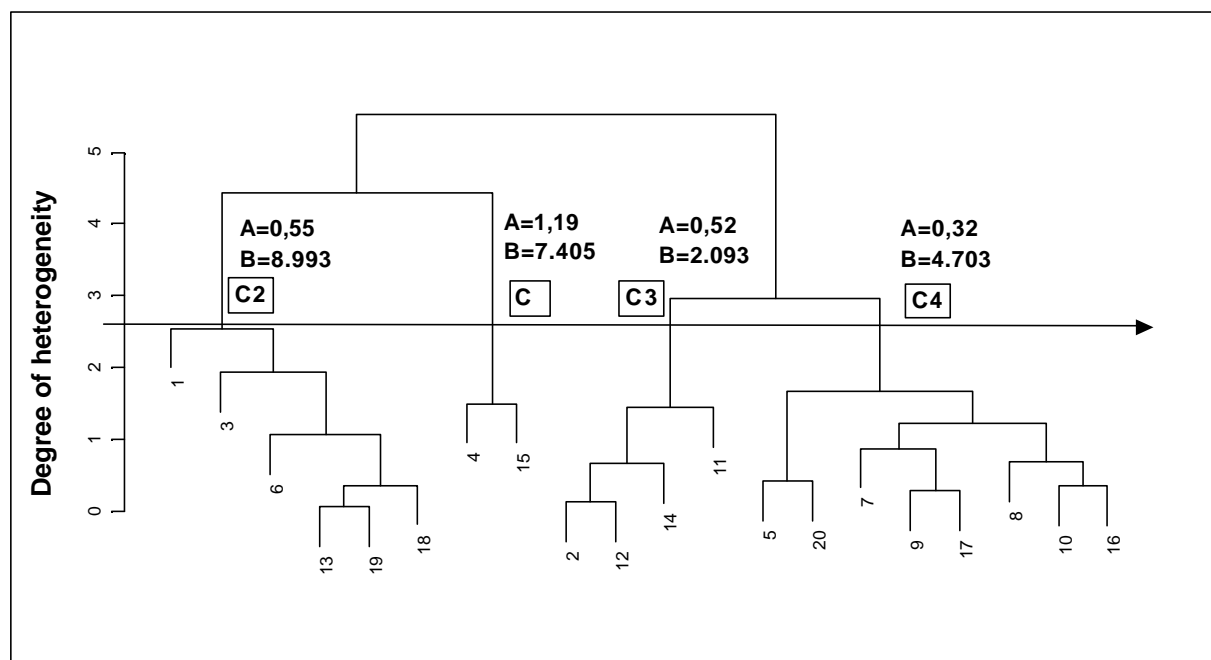 Degree of heterogeneity
5
4
3
2
1
0
A=0,55
B=8.993
C2
A=1,19
B=7.405
C
A=0,52
B=2.093
C3
A=0,32
B=4.703
C4
1
3
6
13
19
18
4
15
2
12
14
11
5
20
7
9
17
8
10
16